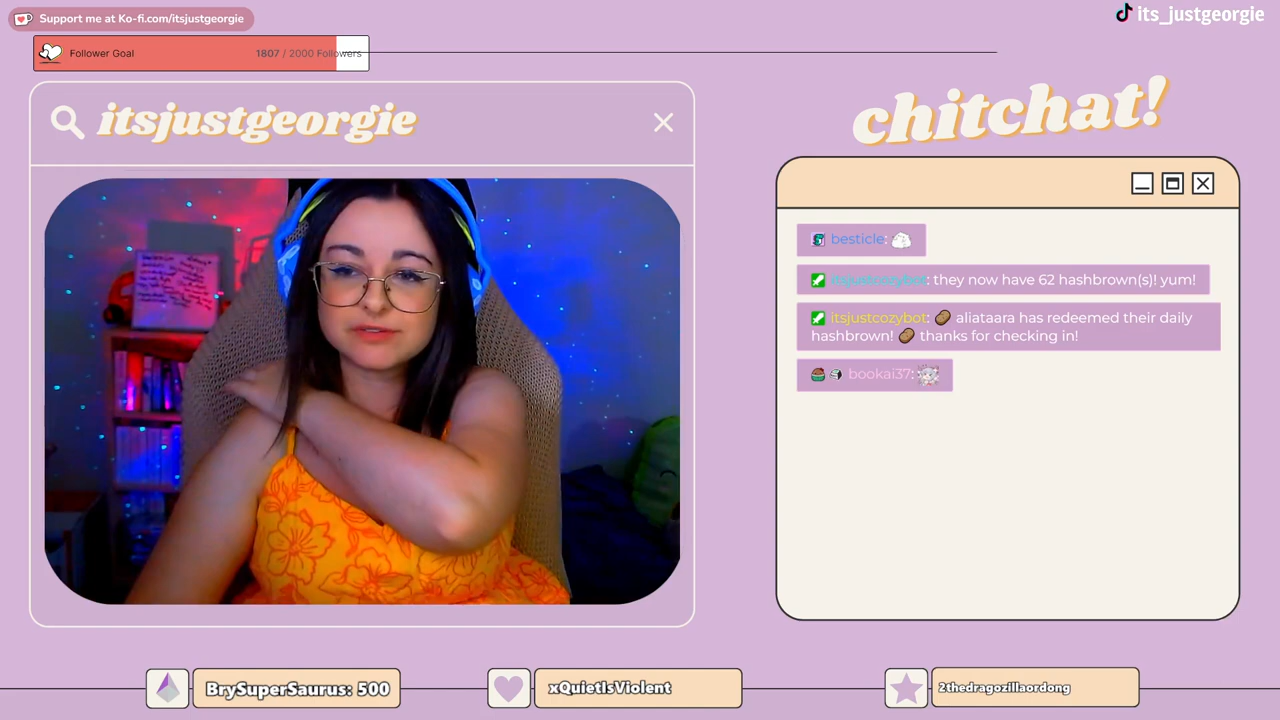 Support me at Ko-fi.com/itsjustgeorgie
its_justgeorgie
Follower Goal
1807 / 2000 Followers
itsjustgeorgie
chitchat!
besticle:
itsjustcozybot: they now have 62 hashbrown(s)! yum!
itsjustcozybot: aliataara has redeemed their daily
hashbrown! thanks for checking in!
bookai37:
BrySuperSaurus: 500
xQuietIsViolent
2thedragozillaordong